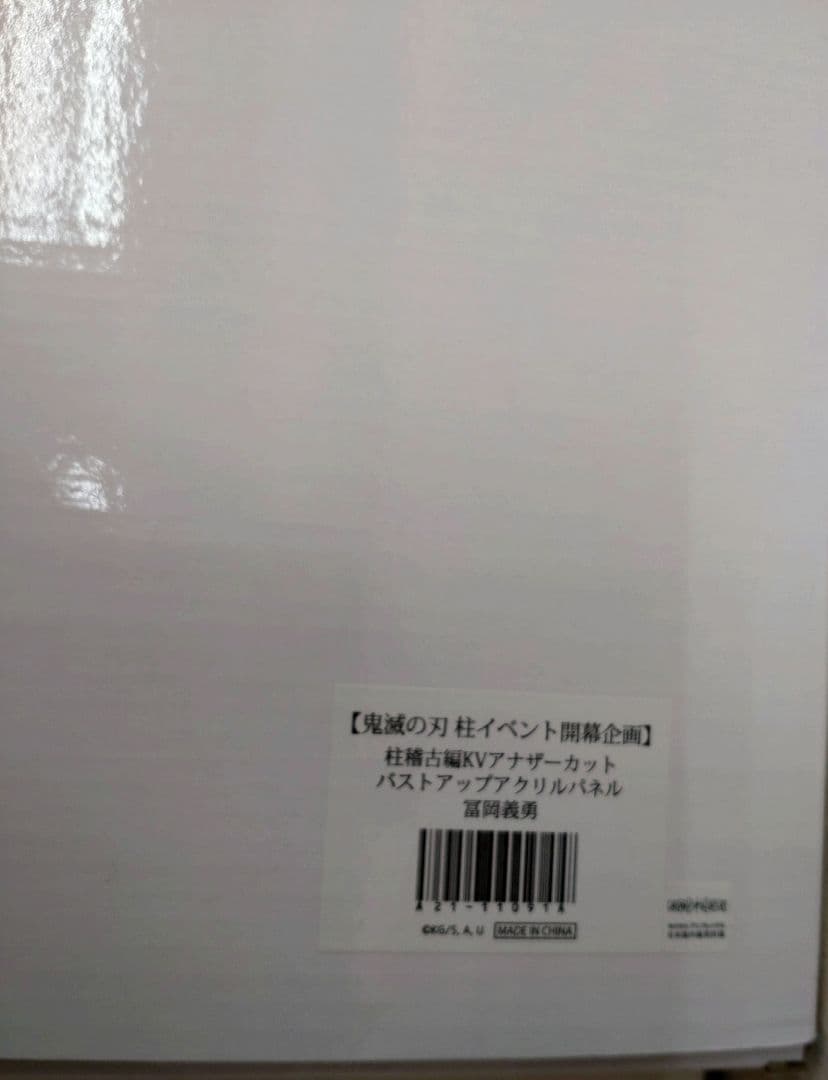 【鬼滅の刃 柱イベント開幕企画】
柱稽古編KVアナザーカット
バストアップアクリルパネル
冨岡義勇
A21-11091A
©KG/S, A, U MADE IN CHINA